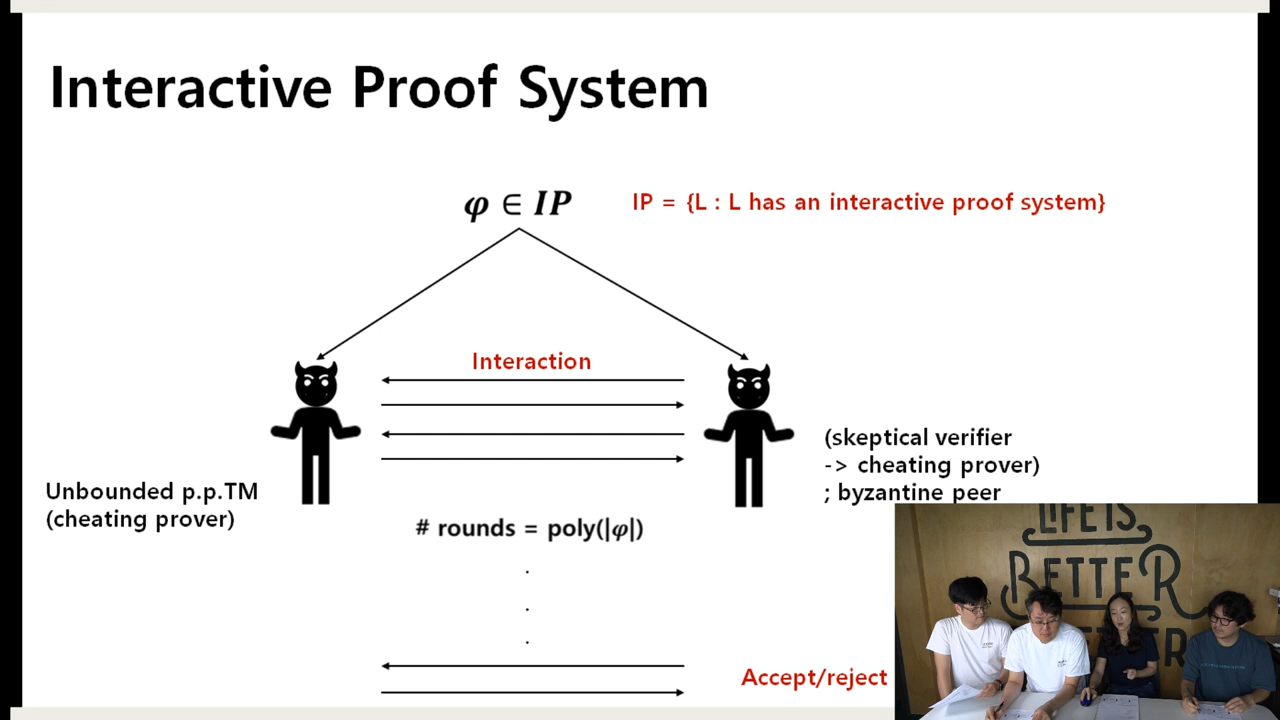 Interactive Proof System
φ ∈ IP
IP = {L : L has an interactive proof system}
Interaction
(skeptical verifier
-> cheating prover)
; byzantine peer
Unbounded p.p.TM
(cheating prover)
# rounds = poly(|φ|)
.
.
.
Accept/reject
LIFE IS
BETTER